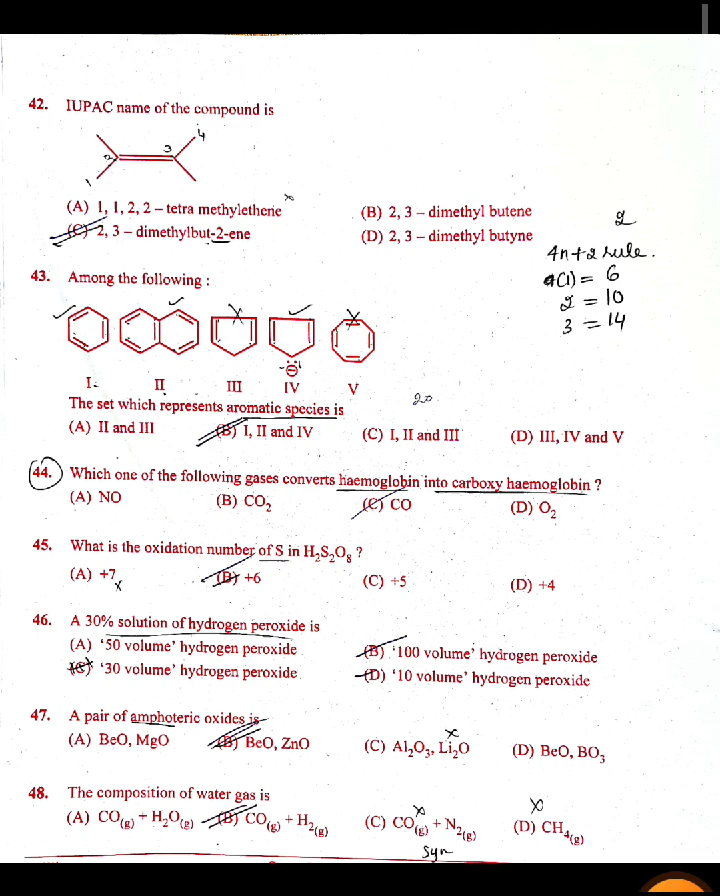 42. IUPAC name of the compound is
4
2 3
1
(A) 1, 1, 2, 2 – tetra methylethene x
(B) 2, 3 – dimethyl butene
(C) 2, 3 – dimethylbut-2-ene
(D) 2, 3 – dimethyl butyne
2
4n+2 rule.
4(1) = 6
2 = 10
3 = 14
43. Among the following :
I. II III IV V
The set which represents aromatic species is
20
(A) II and III
(B) I, II and IV
(C) I, II and III
(D) III, IV and V
44. Which one of the following gases converts haemoglobin into carboxy haemoglobin ?
(A) NO
(B) CO₂
(C) CO
(D) O₂
45. What is the oxidation number of S in H₂S₂O₈ ?
(A) +7 x
(B) +6
(C) +5
(D) +4
46. A 30% solution of hydrogen peroxide is
(A) ‘50 volume’ hydrogen peroxide
(B) ‘100 volume’ hydrogen peroxide
(C) ‘30 volume’ hydrogen peroxide
(D) ‘10 volume’ hydrogen peroxide
47. A pair of amphoteric oxides is
(A) BeO, MgO
(B) BeO, ZnO
(C) Al₂O₃, Li₂O x
(D) BeO, BO₃
48. The composition of water gas is
(A) CO(g) + H₂O(g)
(B) CO(g) + H₂(g)
(C) CO(g) + N₂(g) x
(D) CH₄(g) x
Syn